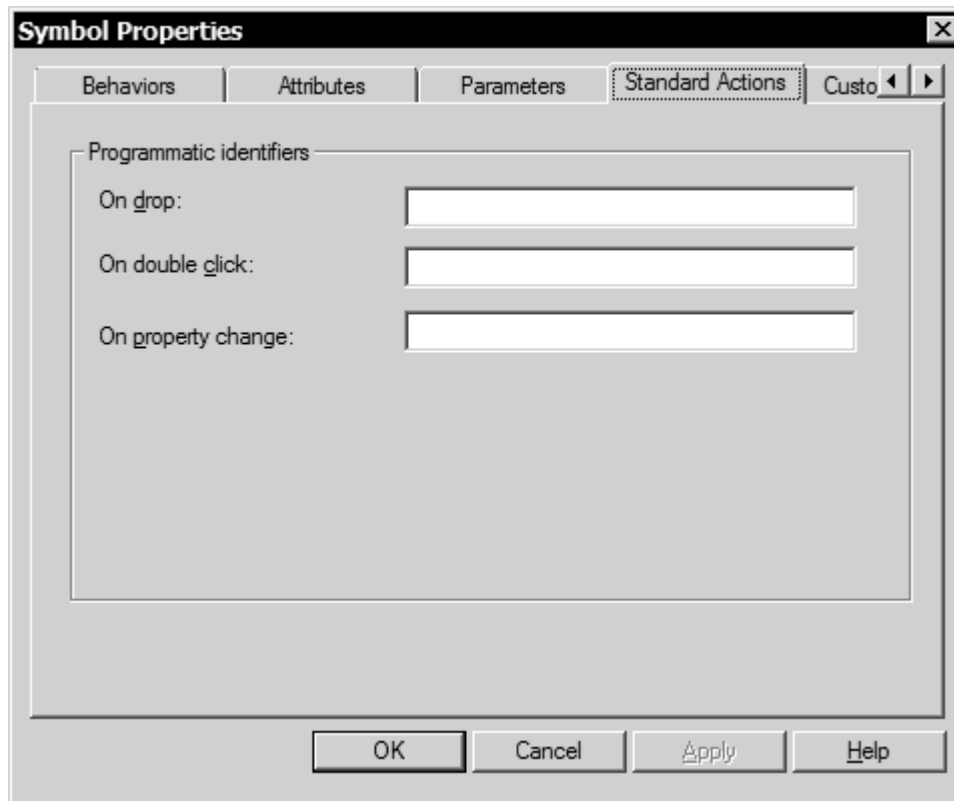 Symbol Properties
Behaviors Attributes Parameters Standard Actions Custo
Programmatic identifiers
On drop:
On double click:
On property change:
OK Cancel Apply Help